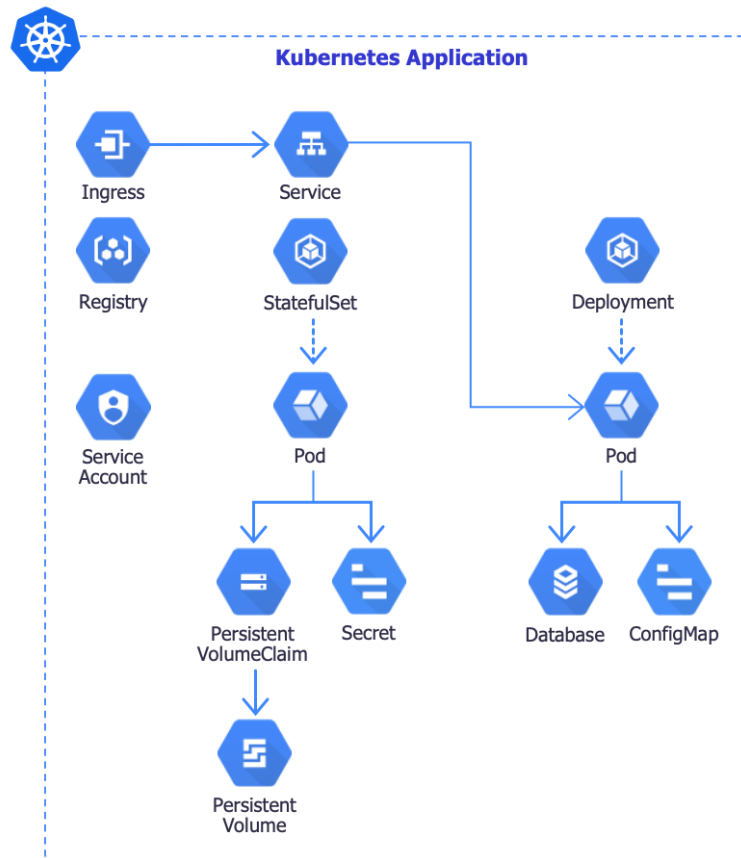 Kubernetes Application
Ingress
Service
Registry
StatefulSet
Deployment
Service
Account
Pod
Pod
Persistent
VolumeClaim
Secret
Database
ConfigMap
Persistent
Volume